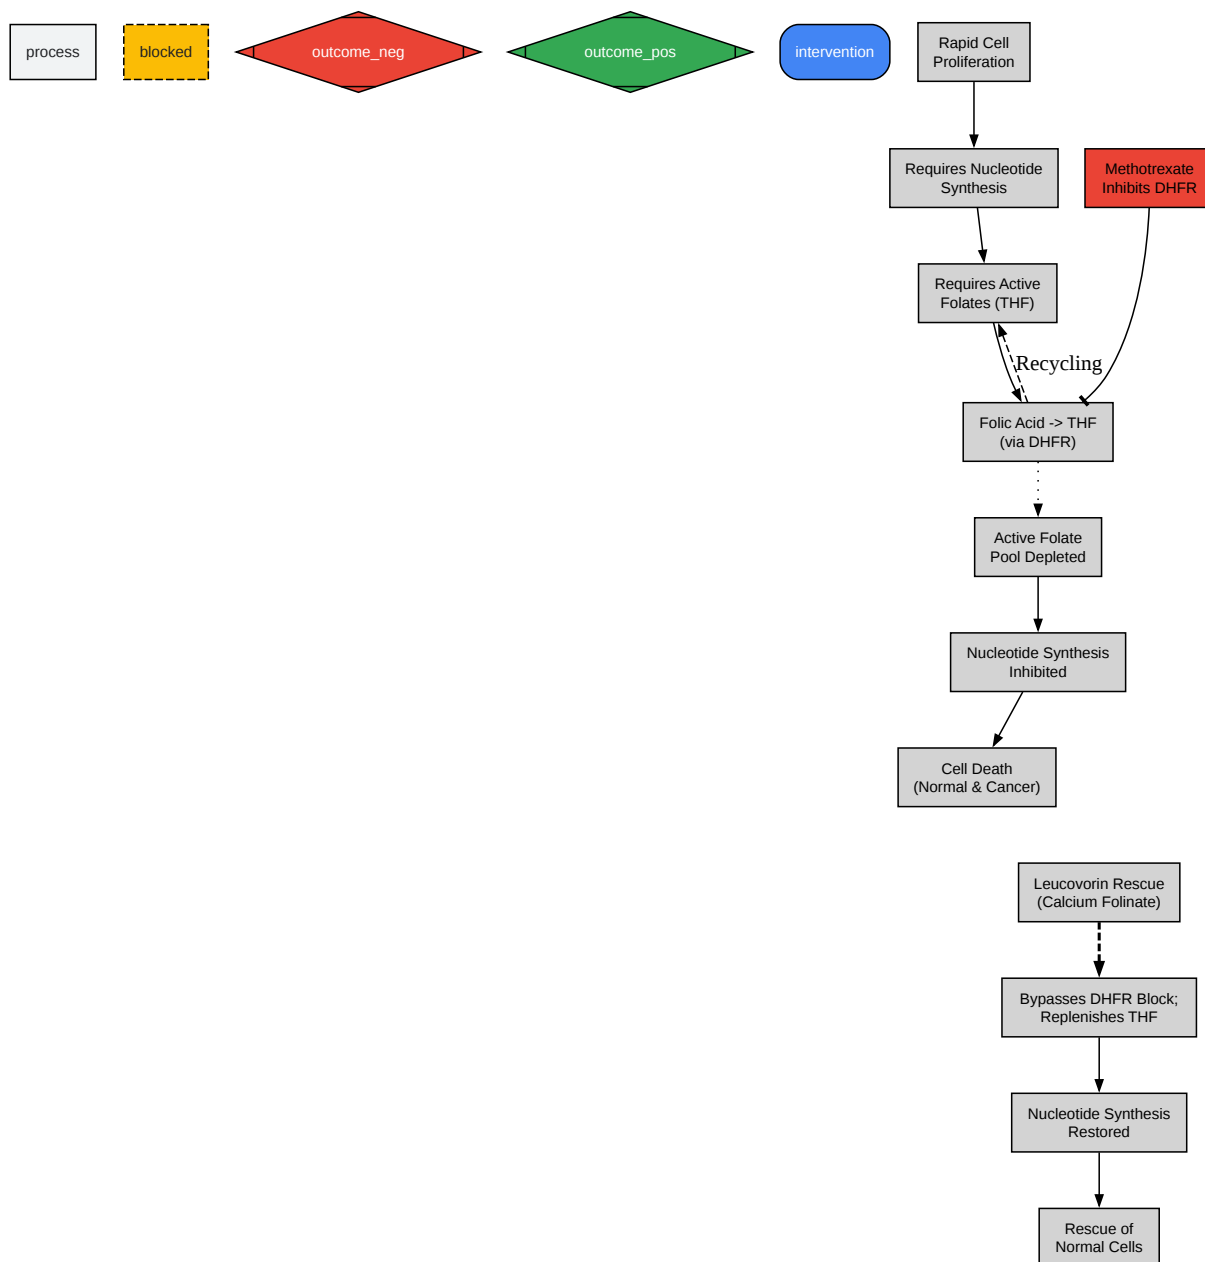 process
blocked
outcome_neg
outcome_pos
intervention
Rapid Cell
Proliferation
Requires Nucleotide
Synthesis
Methotrexate
Inhibits DHFR
Requires Active
Folates (THF)
Recycling
Folic Acid -> THF
(via DHFR)
Active Folate
Pool Depleted
Nucleotide Synthesis
Inhibited
Cell Death
(Normal & Cancer)
Leucovorin Rescue
(Calcium Folinate)
Bypasses DHFR Block;
Replenishes THF
Nucleotide Synthesis
Restored
Rescue of
Normal Cells